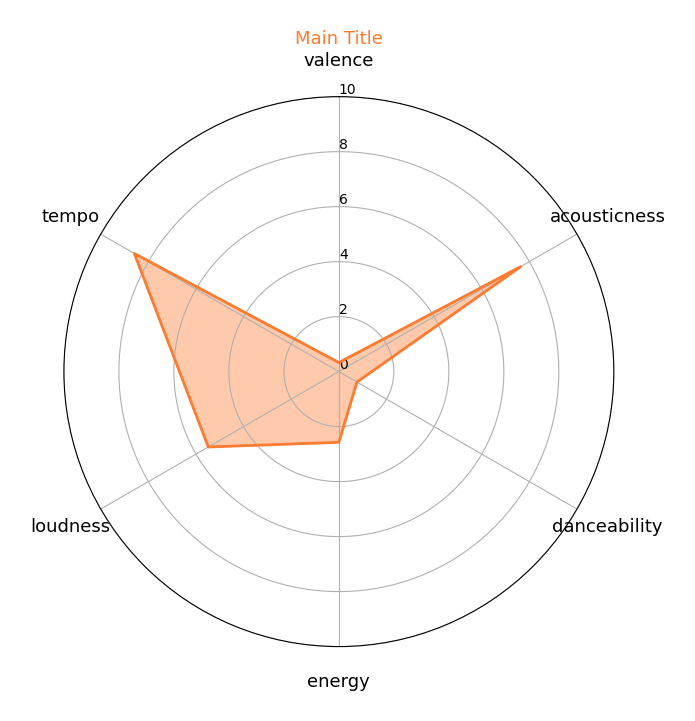 Main Title
valence
10
8
tempo
acousticness
6
4
2
0
loudness
danceability
energy